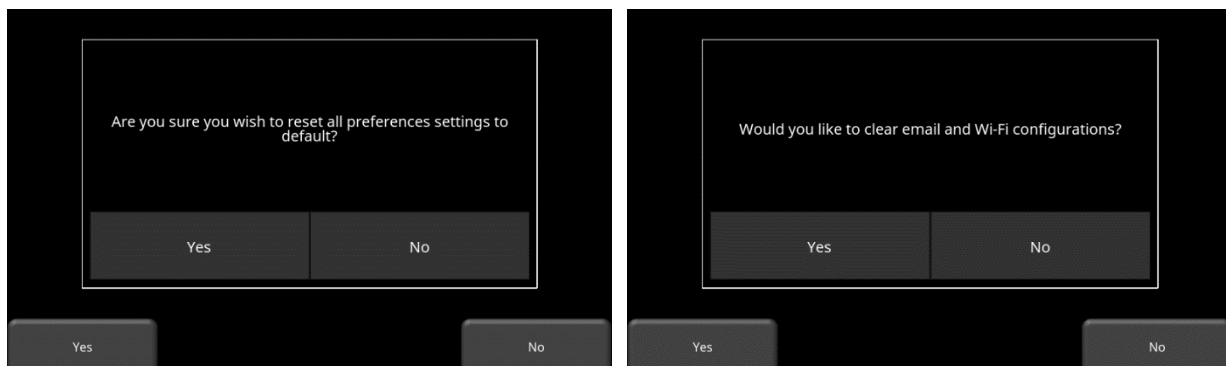 Are you sure you wish to reset all preferences settings to
default?
Yes
No
Yes
No
Would you like to clear email and Wi-Fi configurations?
Yes
No
Yes
No